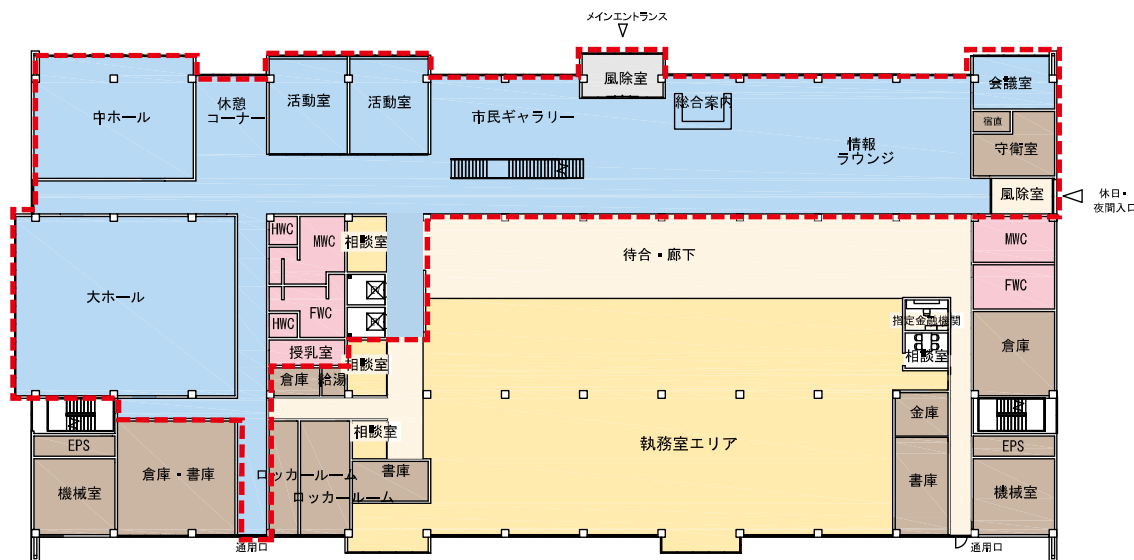 メインエントランス
風除室
会議室
中ホール
休憩
コーナー
活動室
活動室
市民ギャラリー
総合案内
宿直
情報
ラウンジ
守衛室
風除室
休日・
夜間入口
HWC
MWC
相談室
待合・廊下
MWC
大ホール
FWC
FWC
HWC
指定金融機関
授乳室
相談室
相談室
倉庫
倉庫
給湯
金庫
相談室
執務室エリア
EPS
EPS
倉庫・書庫
ロッカールーム
書庫
書庫
機械室
ロッカールーム
機械室
通用口
通用口